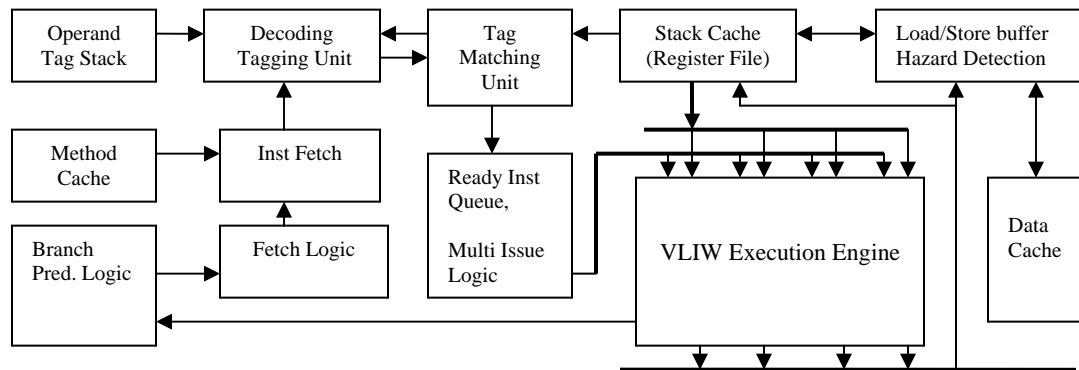 Operand
Tag Stack
Decoding
Tagging Unit
Tag
Matching
Unit
Stack Cache
(Register File)
Load/Store buffer
Hazard Detection
Method
Cache
Inst Fetch
Ready Inst
Queue,
Multi Issue
Logic
VLIW Execution Engine
Data
Cache
Branch
Pred. Logic
Fetch Logic